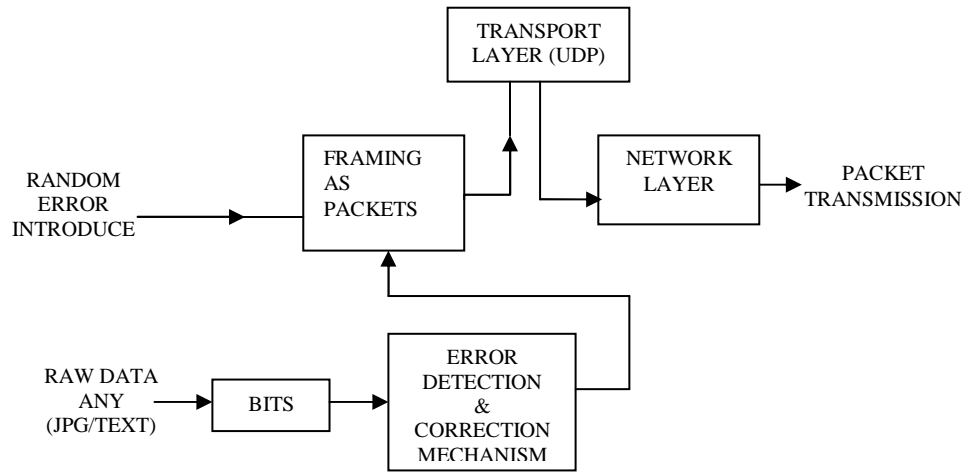 TRANSPORT
LAYER (UDP)
FRAMING
AS
PACKETS
NETWORK
LAYER
RANDOM
ERROR
INTRODUCE
PACKET
TRANSMISSION
RAW DATA
ANY
(JPG/TEXT)
BITS
ERROR
DETECTION
&
CORRECTION
MECHANISM